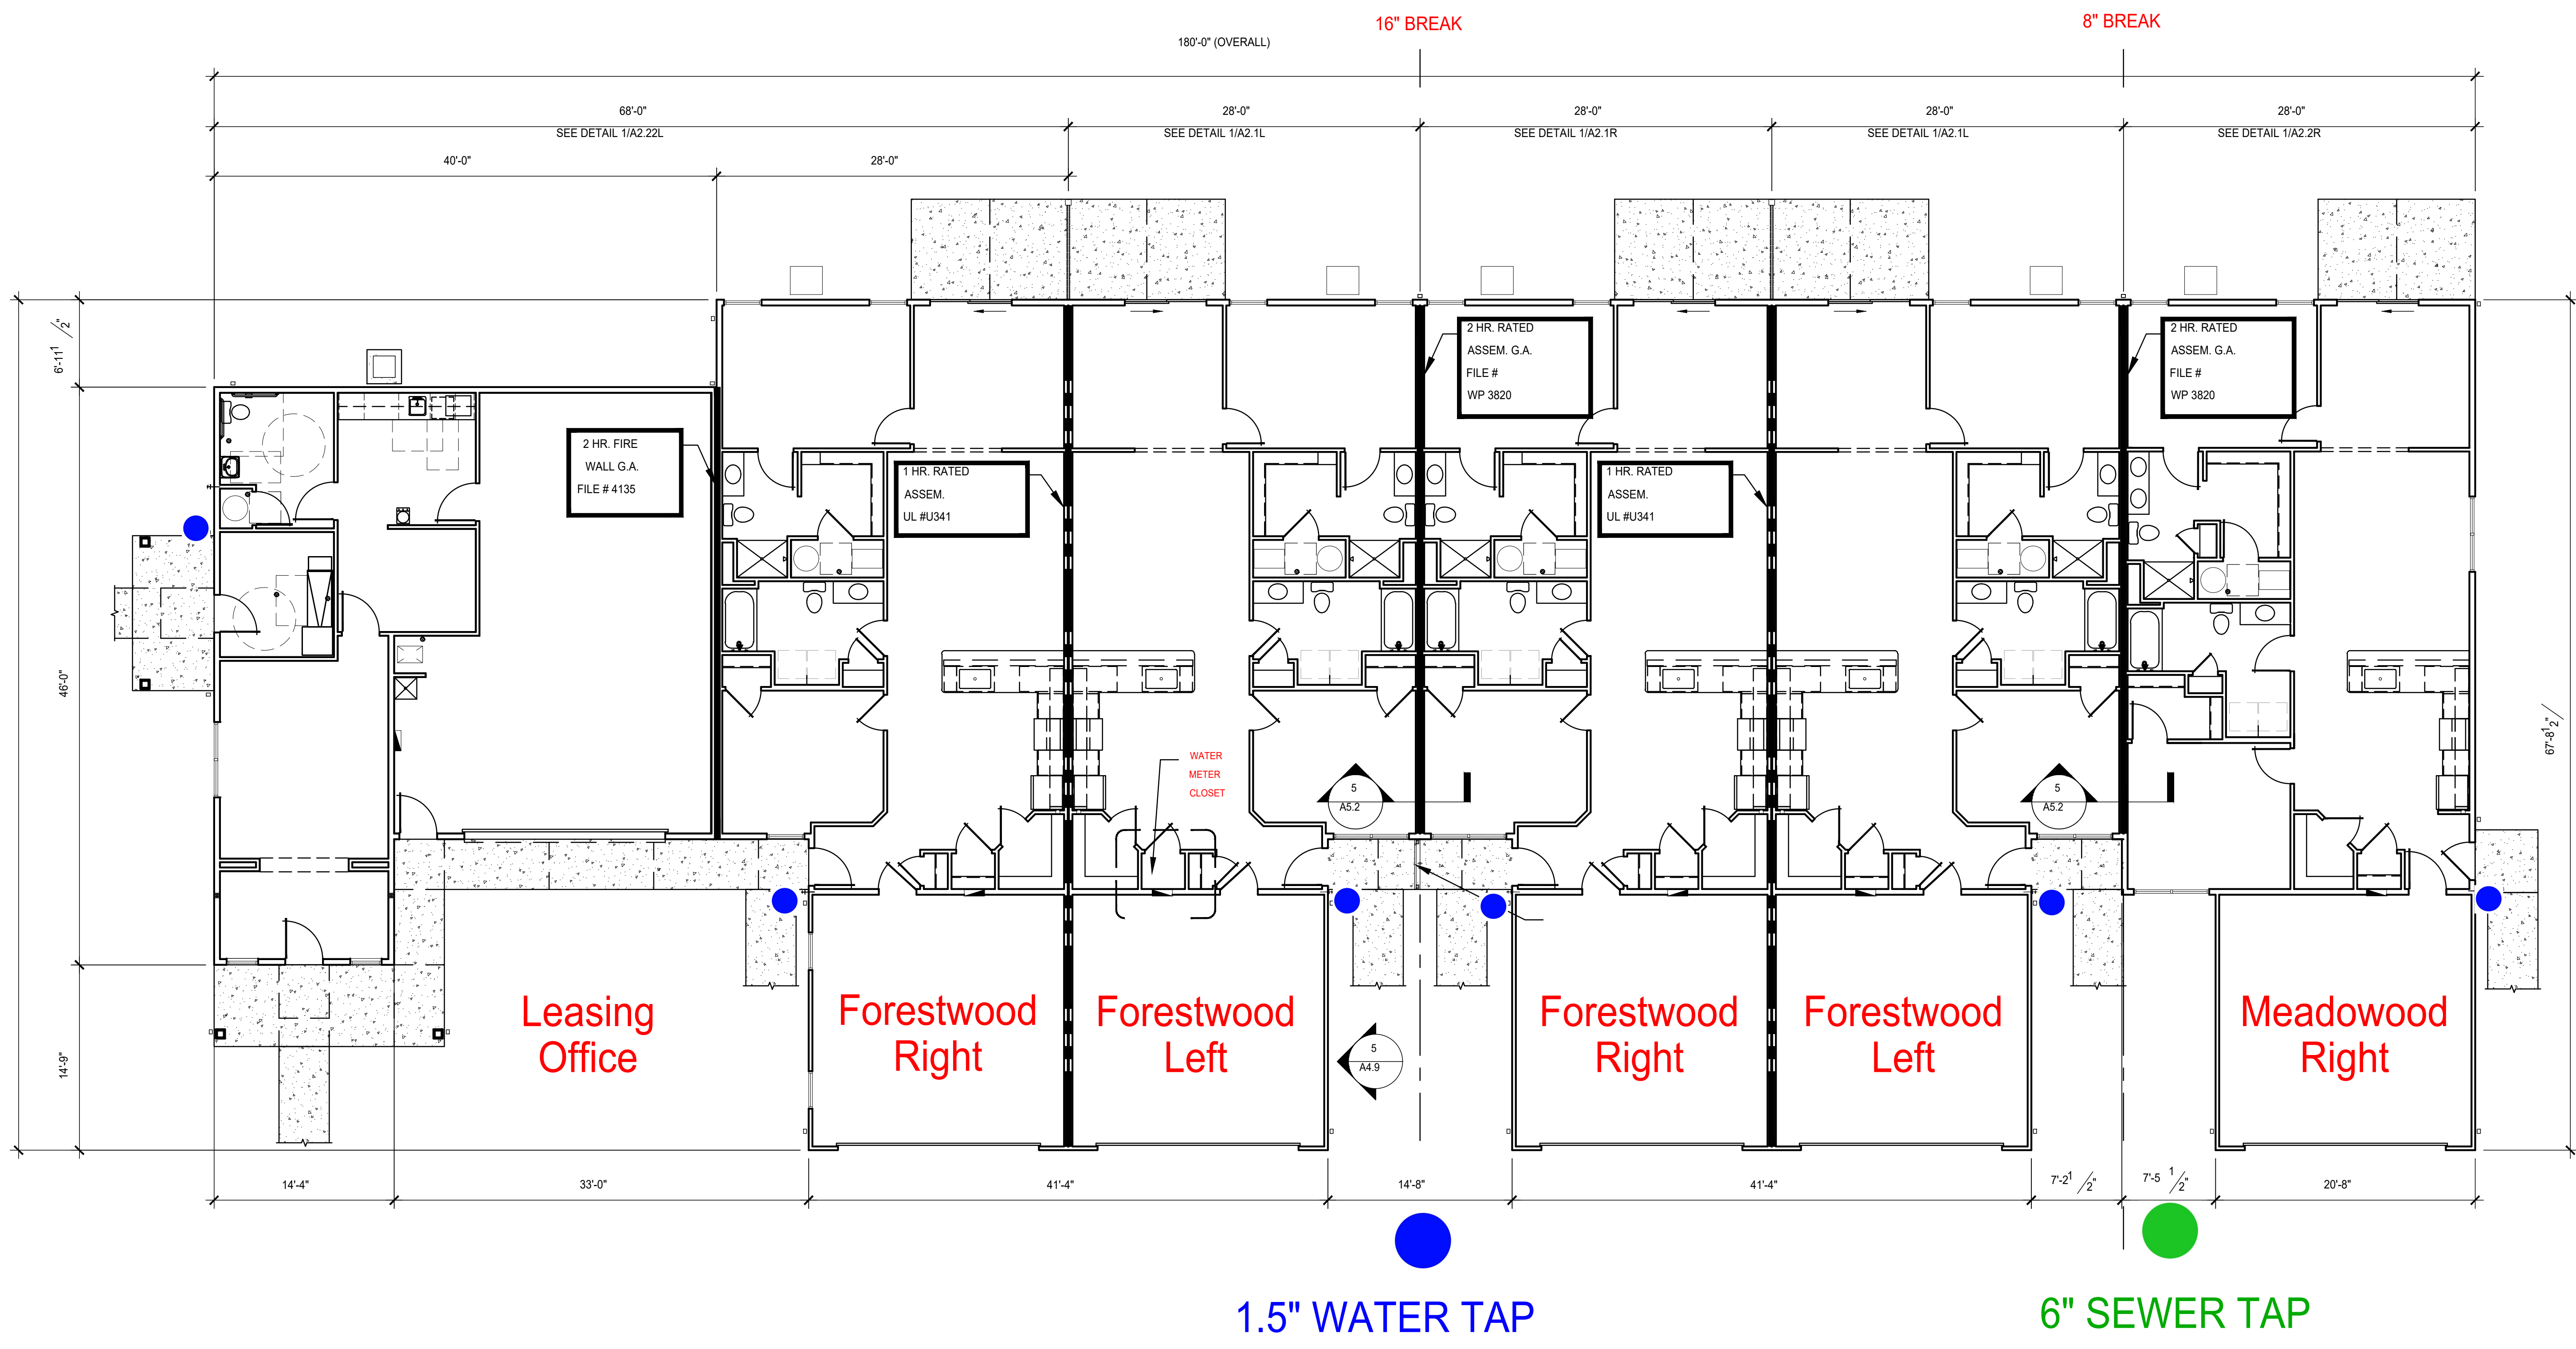 16" BREAK
8" BREAK
180'-0" (OVERALL)
68'-0"
28'-0"
28'-0"
28'-0"
28'-0"
SEE DETAIL 1/A2.22L
SEE DETAIL 1/A2.1L
SEE DETAIL 1/A2.1R
SEE DETAIL 1/A2.1L
SEE DETAIL 1/A2.2R
40'-0"
28'-0"
6'-11 1/2"
2 HR. RATED
ASSEM. G.A.
FILE #
WP 3820
2 HR. RATED
ASSEM. G.A.
FILE #
WP 3820
2 HR. FIRE
WALL G.A.
FILE # 4135
1 HR. RATED
ASSEM.
UL #U341
1 HR. RATED
ASSEM.
UL #U341
46'-0"
67'-8 1/2"
WATER
METER
CLOSET
5
A5.2
5
A5.2
Leasing
Office
Forestwood
Right
Forestwood
Left
5
A4.9
Forestwood
Right
Forestwood
Left
Meadowood
Right
14'-9"
14'-4"
33'-0"
41'-4"
14'-8"
41'-4"
7'-2 1/2"
7'-5 1/2"
20'-8"
1.5" WATER TAP
6" SEWER TAP